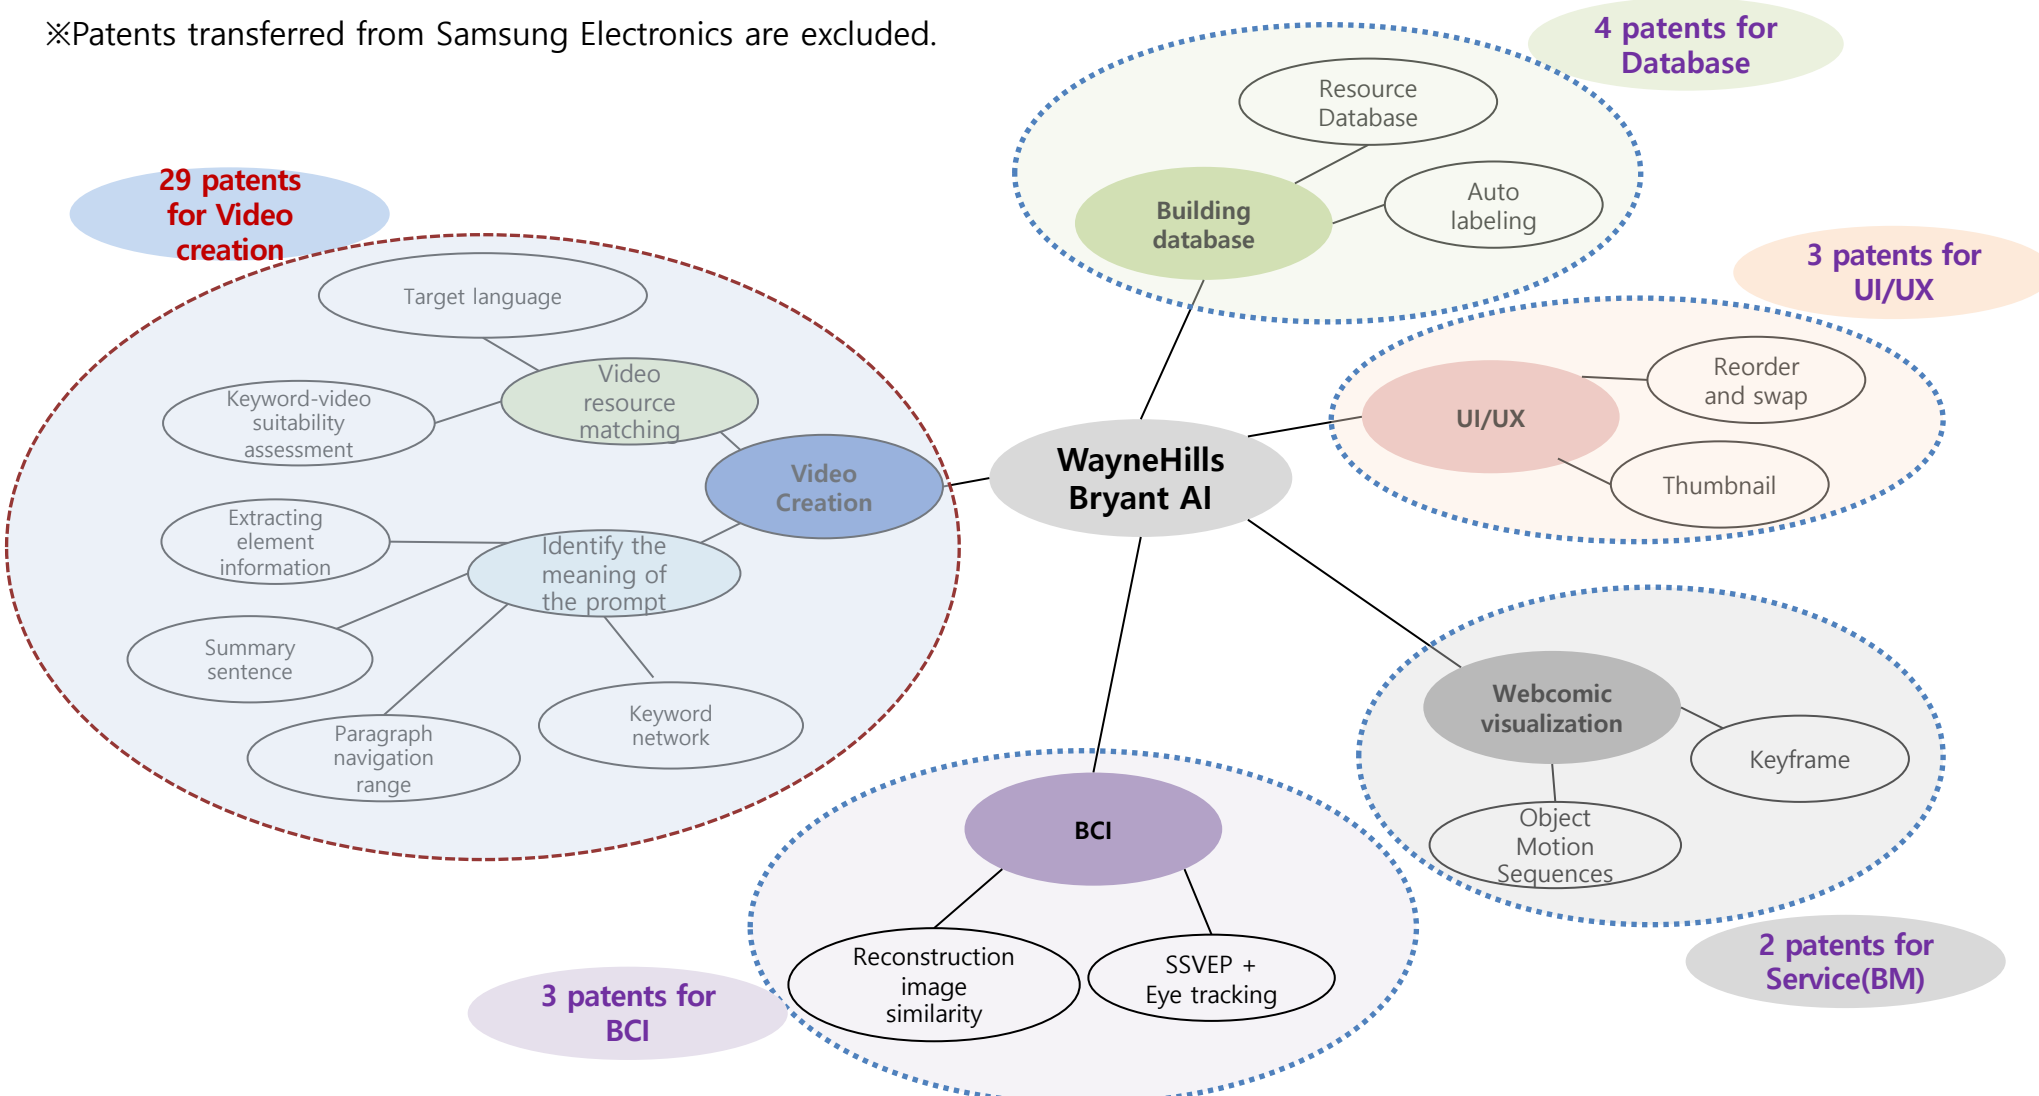 ※Patents transferred from Samsung Electronics are excluded.
4 patents for
Database
Resource
Database
Auto
labeling
Building
database
29 patents
for Video
creation
Target language
Video
resource
matching
Keyword-video
suitability
assessment
Video
Creation
Extracting
element
information
Identify the
meaning of
the prompt
Summary
sentence
Paragraph
navigation
range
Keyword
network
WayneHills
Bryant AI
3 patents for
UI/UX
UI/UX
Reorder
and swap
Thumbnail
Webcomic
visualization
Keyframe
Object
Motion
Sequences
2 patents for
Service(BM)
BCI
Reconstruction
image
similarity
SSVEP +
Eye tracking
3 patents for
BCI